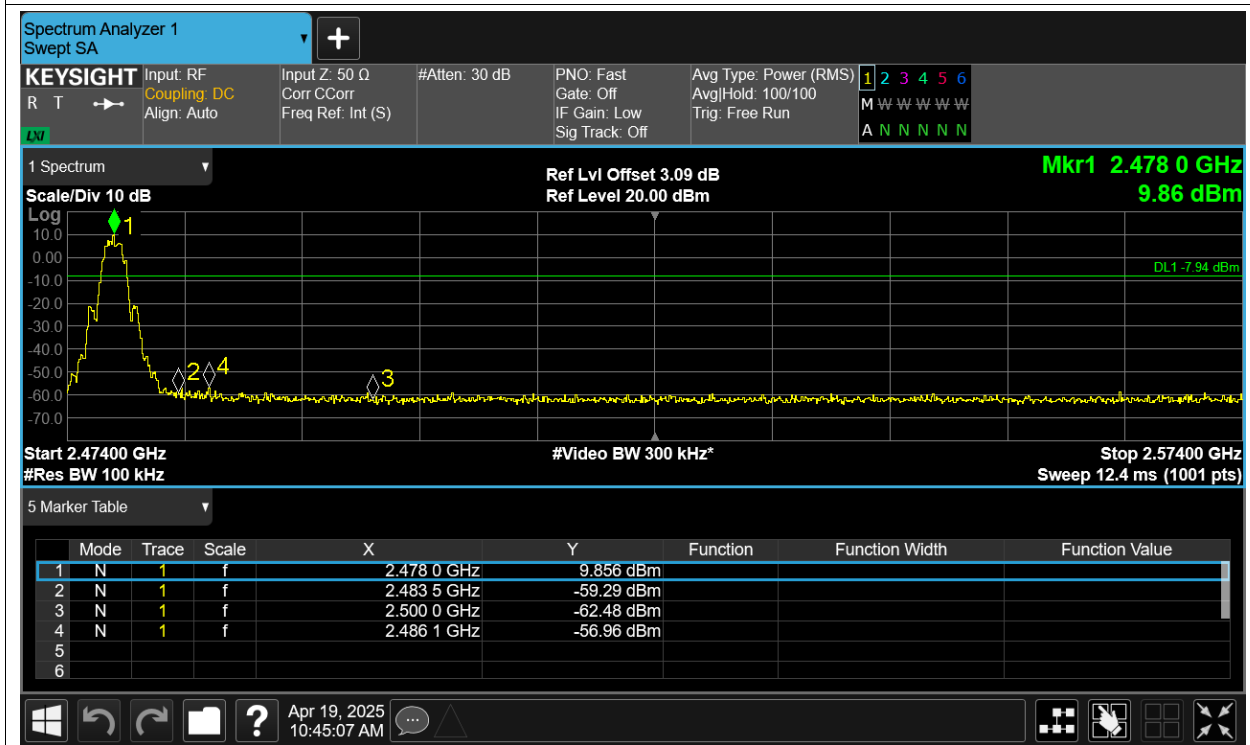 Spectrum Analyzer 1
Swept SA
KEYSIGHT
R T
LXI
Input: RF
Coupling: DC
Align: Auto
Input Z: 50 Ω
Corr CCorr
Freq Ref: Int (S)
#Atten: 30 dB
PNO: Fast
Gate: Off
IF Gain: Low
Sig Track: Off
Avg Type: Power (RMS)
Avg|Hold: 100/100
Trig: Free Run
1 2 3 4 5 6
M W W W W W
A N N N N N
1 Spectrum
Scale/Div 10 dB
Ref Lvl Offset 3.09 dB
Ref Level 20.00 dBm
Mkr1 2.478 0 GHz
9.86 dBm
Log
10.0
0.00
-10.0
-20.0
-30.0
-40.0
-50.0
-60.0
-70.0
1
2
4
3
DL1 -7.94 dBm
Start 2.47400 GHz
#Res BW 100 kHz
#Video BW 300 kHz*
Stop 2.57400 GHz
Sweep 12.4 ms (1001 pts)
5 Marker Table
Mode Trace Scale X Y Function Function Width Function Value
1 N 1 f 2.478 0 GHz 9.856 dBm
2 N 1 f 2.483 5 GHz -59.29 dBm
3 N 1 f 2.500 0 GHz -62.48 dBm
4 N 1 f 2.486 1 GHz -56.96 dBm
5
6
?
Apr 19, 2025
10:45:07 AM